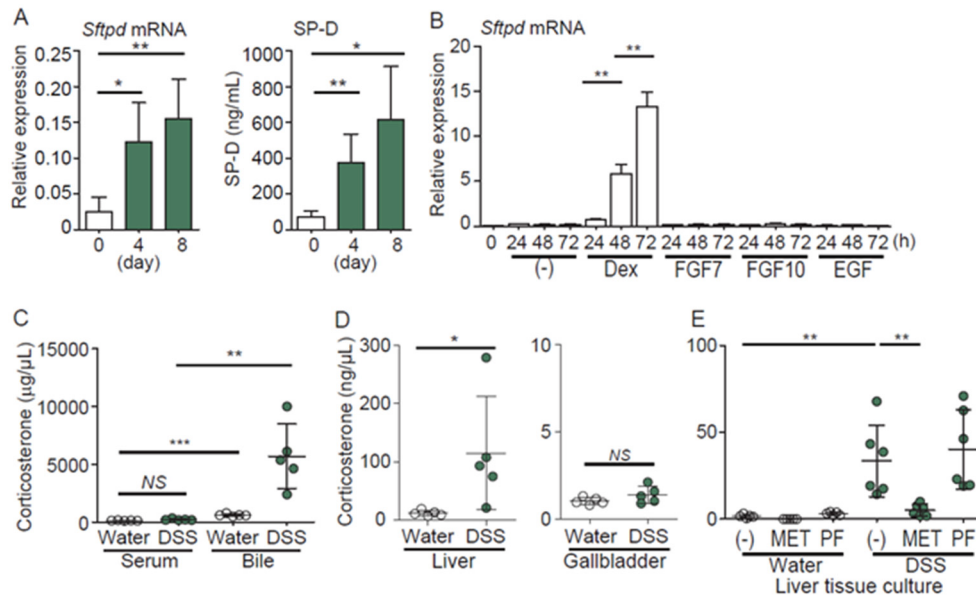 A
Sftpd mRNA
Relative expression
0.25
0.20
0.15
0.10
0.05
0
**
*
0 4 8
(day)
SP-D
SP-D (ng/mL)
1000
800
600
400
200
0
*
**
0 4 8
(day)
B
Sftpd mRNA
Relative expression
20
15
10
5
0
**
**
0 24 48 72 24 48 72 24 48 72 24 48 72 24 48 72 (h)
(-) Dex FGF7 FGF10 EGF
C
Corticosterone (µg/µL)
15000
10000
5000
0
**
***
NS
Water DSS Water DSS
Serum Bile
D
Corticosterone (ng/µL)
300
200
100
0
*
Water DSS
Liver
10
5
0
NS
Water DSS
Gallbladder
E
100
50
0
** **
(-) MET PF (-) MET PF
Water DSS
Liver tissue culture